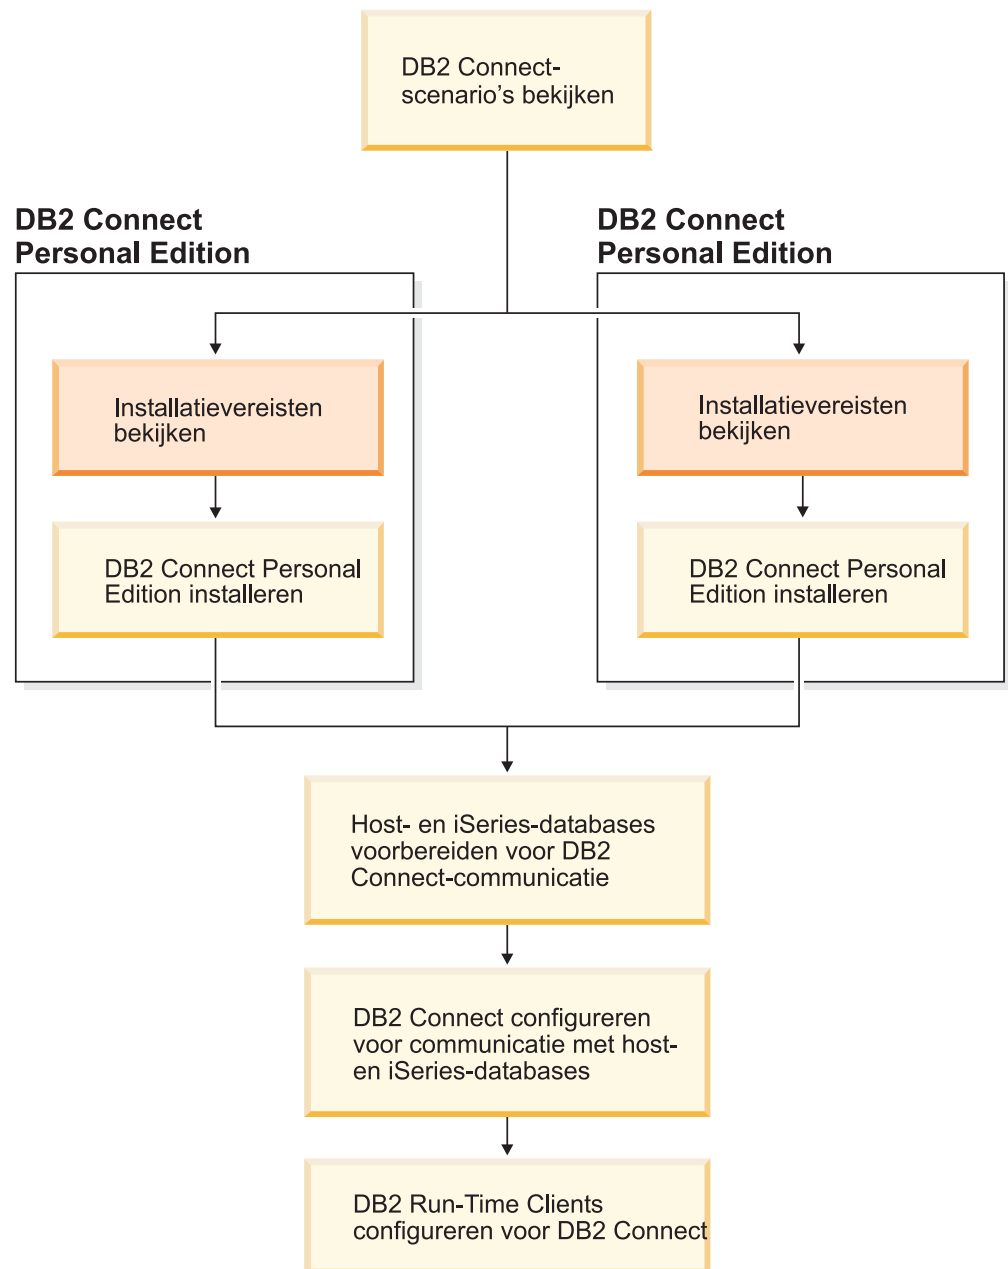 DB2 Connect-
scenario's bekijken
DB2 Connect
Personal Edition
Installatievereisten
bekijken
DB2 Connect Personal
Edition installeren
DB2 Connect
Personal Edition
Installatievereisten
bekijken
DB2 Connect Personal
Edition installeren
Host- en iSeries-databases
voorbereiden voor DB2
Connect-communicatie
DB2 Connect configureren
voor communicatie met host-
en iSeries-databases
DB2 Run-Time Clients
configureren voor DB2 Connect